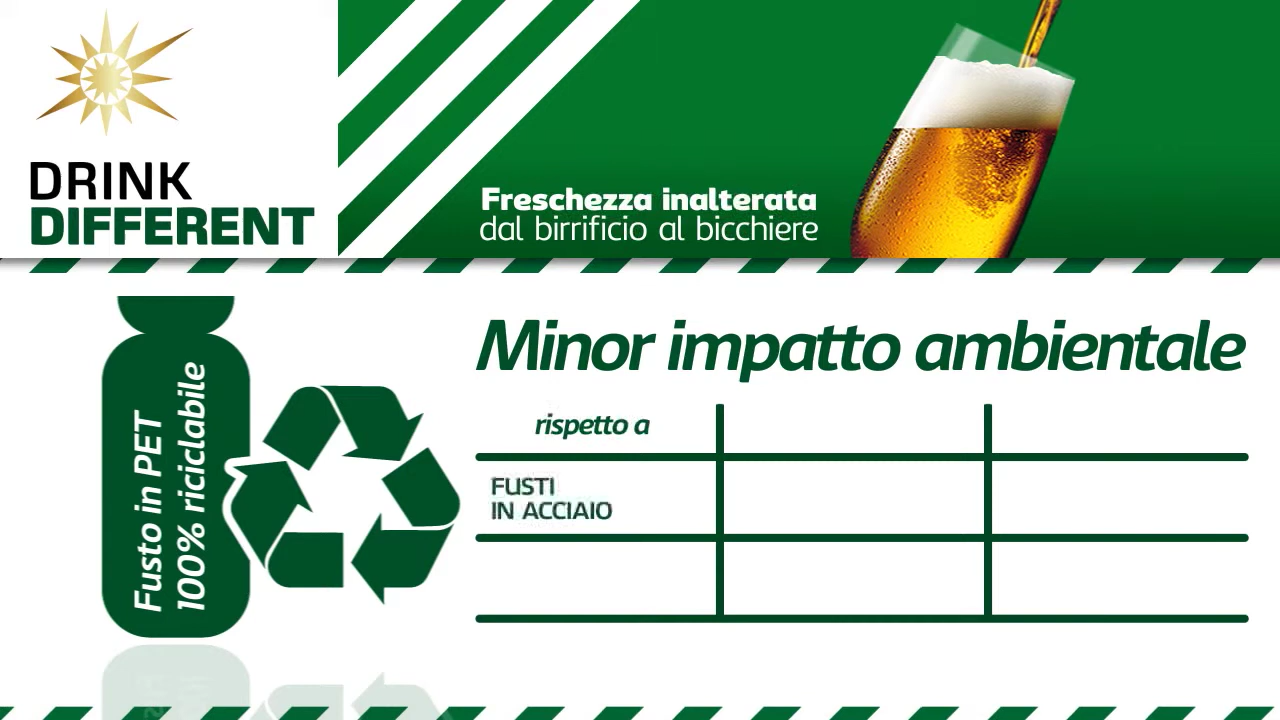 DRINK
DIFFERENT
Freschezza inalterata
dal birrificio al bicchiere
Minor impatto ambientale
rispetto a
FUSTI
IN ACCIAIO
Fusto in PET
100% riciclabile